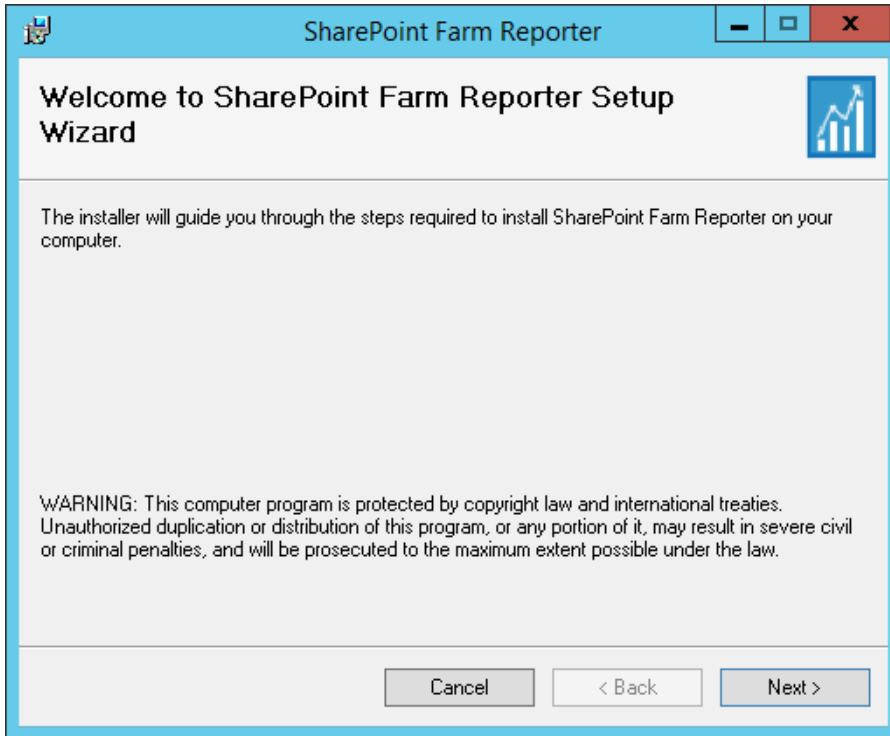 SharePoint Farm Reporter
Welcome to SharePoint Farm Reporter Setup
Wizard
The installer will guide you through the steps required to install SharePoint Farm Reporter on your
computer.
WARNING: This computer program is protected by copyright law and international treaties.
Unauthorized duplication or distribution of this program, or any portion of it, may result in severe civil
or criminal penalties, and will be prosecuted to the maximum extent possible under the law.
Cancel
< Back
Next >